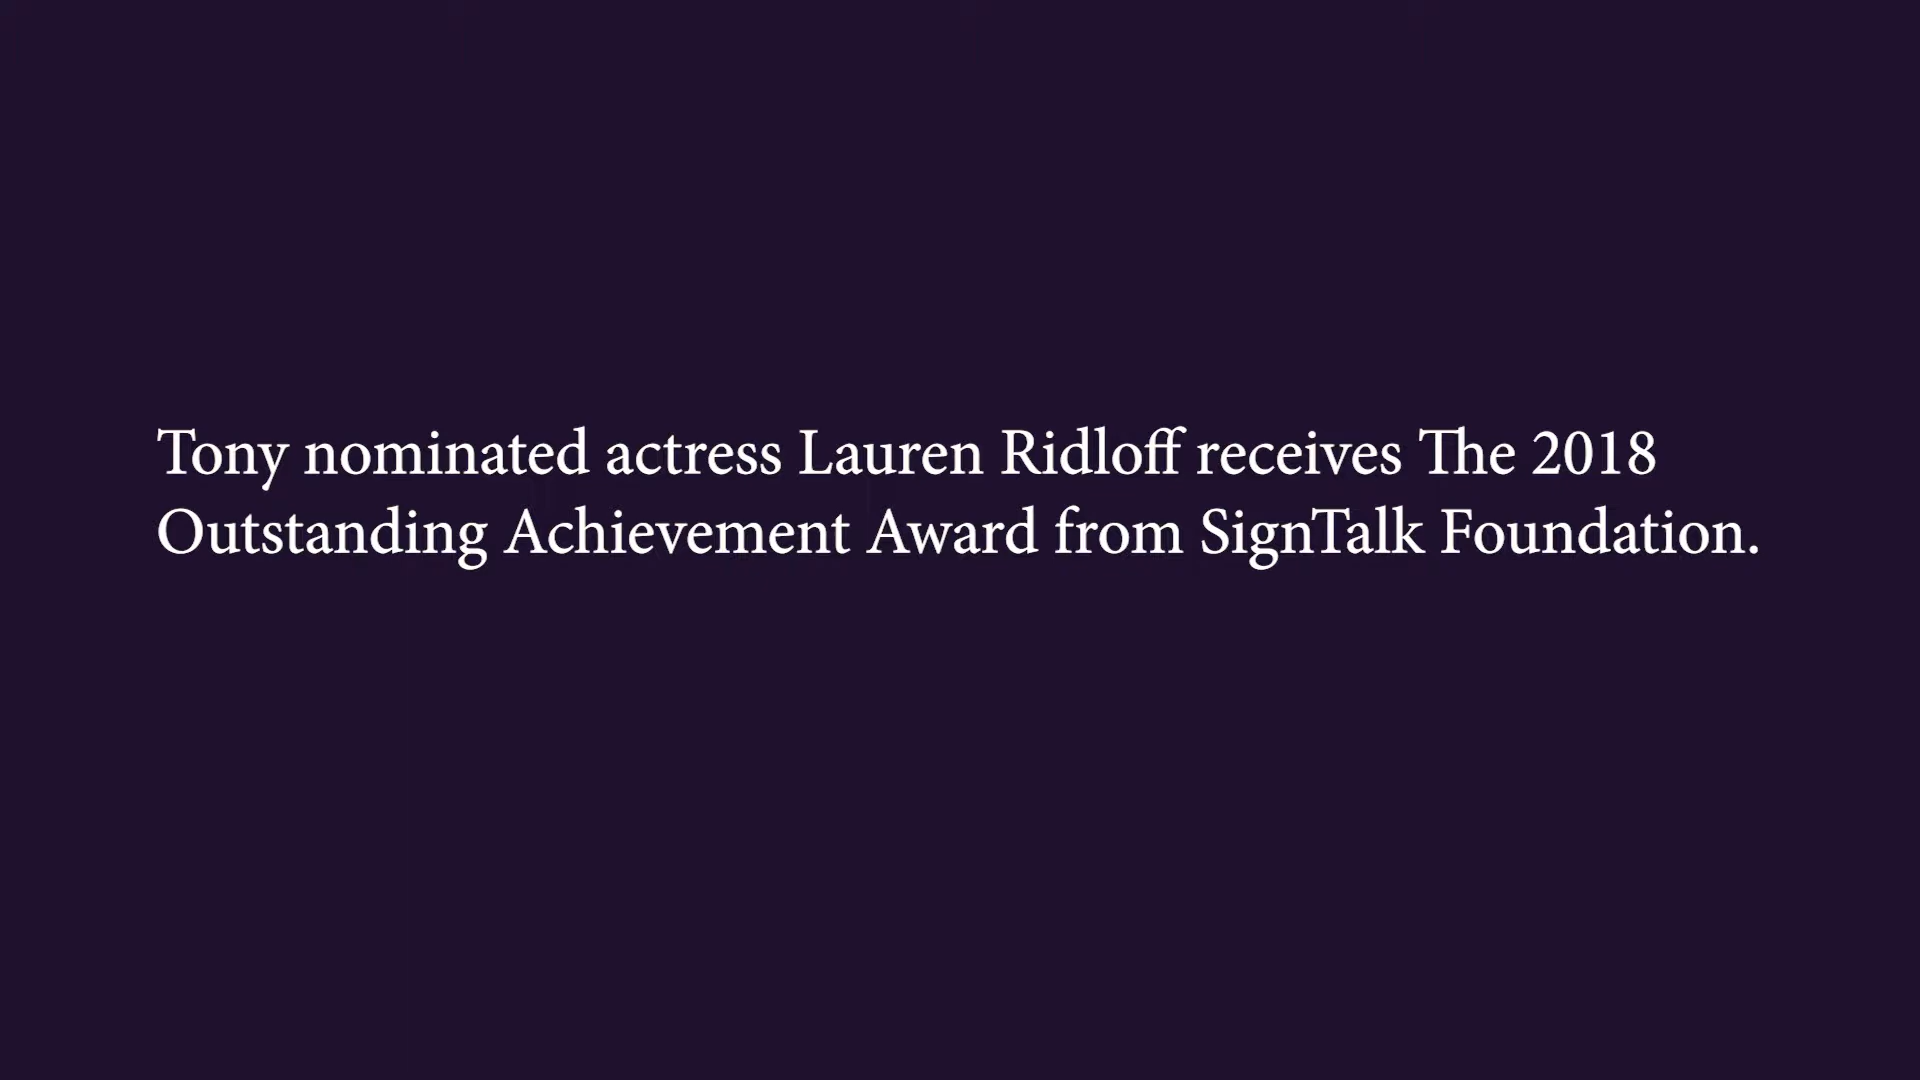 Tony nominated actress Lauren Ridloff receives The 2018
Outstanding Achievement Award from SignTalk Foundation.